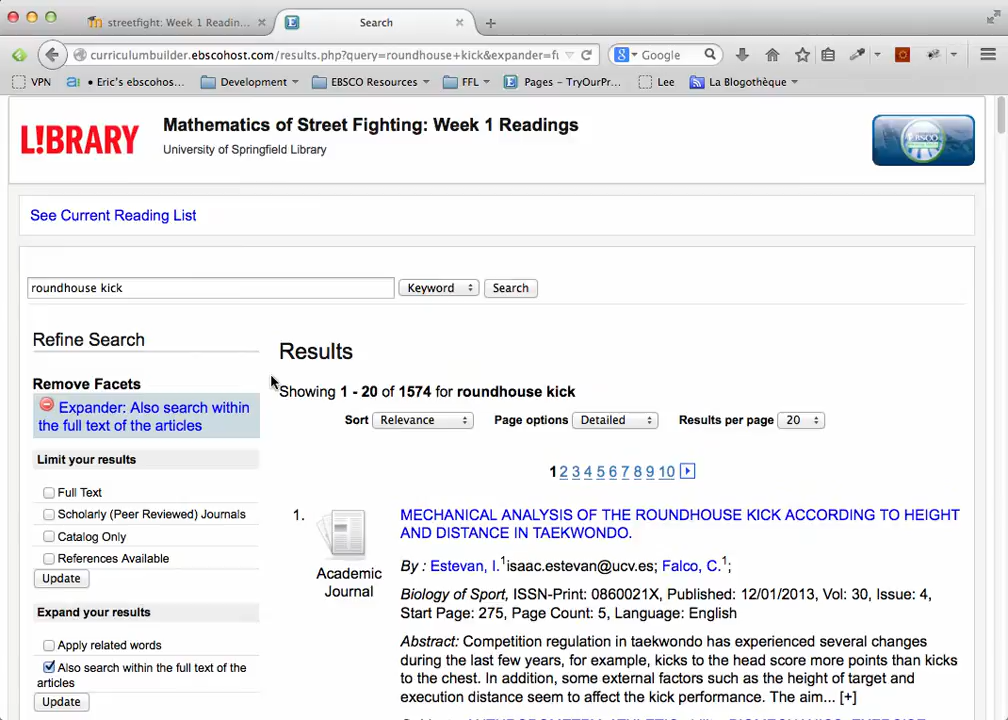 streetfight: Week 1 Readin...
Search
curriculumbuilder.ebscohost.com/results.php?query=roundhouse+kick&expander=fu
Google
VPN
• Eric's ebscohos...
Development
EBSCO Resources
FFL
Pages – TryOurPr...
Lee
La Blogothèque
L!BRARY
Mathematics of Street Fighting: Week 1 Readings
University of Springfield Library
EBSCO
See Current Reading List
roundhouse kick
Keyword
Search
Refine Search
Remove Facets
Expander: Also search within
the full text of the articles
Limit your results
Full Text
Scholarly (Peer Reviewed) Journals
Catalog Only
References Available
Update
Expand your results
Apply related words
Also search within the full text of the
articles
Update
Results
Showing 1 - 20 of 1574 for roundhouse kick
Sort Relevance Page options Detailed Results per page 20
1 2 3 4 5 6 7 8 9 10
1.
Academic
Journal
MECHANICAL ANALYSIS OF THE ROUNDHOUSE KICK ACCORDING TO HEIGHT
AND DISTANCE IN TAEKWONDO.
By : Estevan, I.1isaac.estevan@ucv.es; Falco, C.1;
Biology of Sport, ISSN-Print: 0860021X, Published: 12/01/2013, Vol: 30, Issue: 4,
Start Page: 275, Page Count: 5, Language: English
Abstract: Competition regulation in taekwondo has experienced several changes
during the last few years, for example, kicks to the head score more points than kicks
to the chest. In addition, some external factors such as the height of target and
execution distance seem to affect the kick performance. The aim... [+]